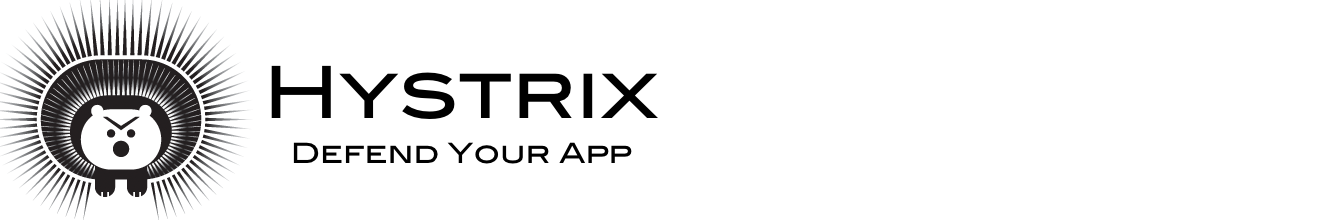 HYSTRIX
DEFEND YOUR APP